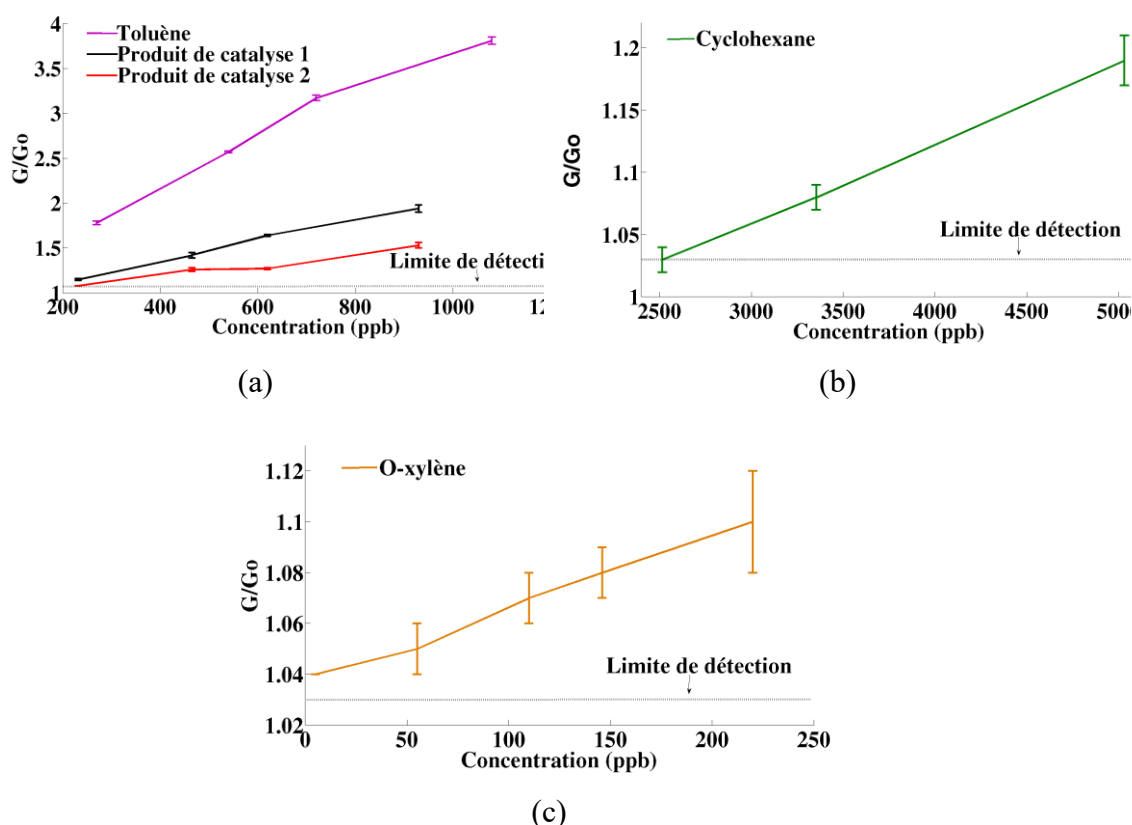 4
3.5
3
2.5
2
1.5
1
G/Go
Toluène
Produit de catalyse 1
Produit de catalyse 2
Limite de détecti
200 400 600 800 1000 120
Concentration (ppb)
(a)
1.2
1.15
1.1
1.05
1
G/Go
Cyclohexane
Limite de détection
2500 3000 3500 4000 4500 5000
Concentration (ppb)
(b)
1.12
1.1
1.08
1.06
1.04
1.02
G/Go
O-xylène
Limite de détection
0 50 100 150 200 250
Concentration (ppb)
(c)